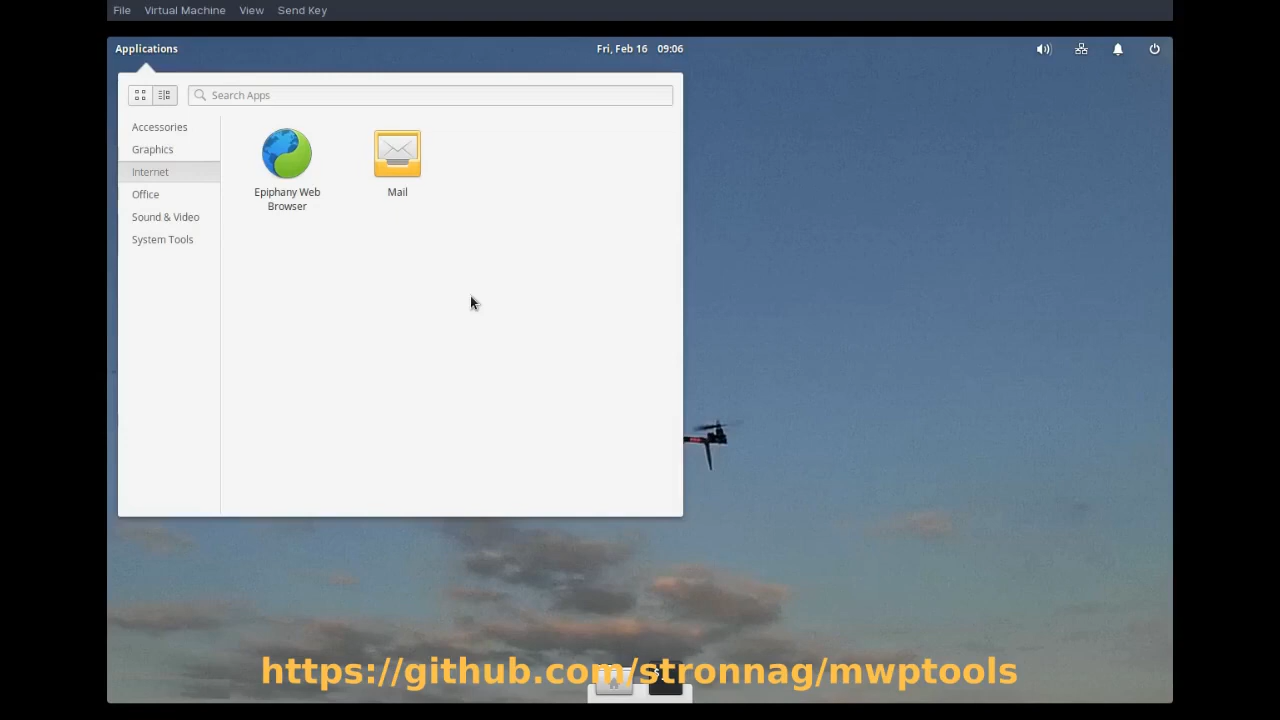 File Virtual Machine View Send Key
Applications Fri, Feb 16 09:06
Search Apps
Accessories
Graphics
Internet
Office
Sound & Video
System Tools
Epiphany Web
Browser
Mail
https://github.com/stronnag/mwptools